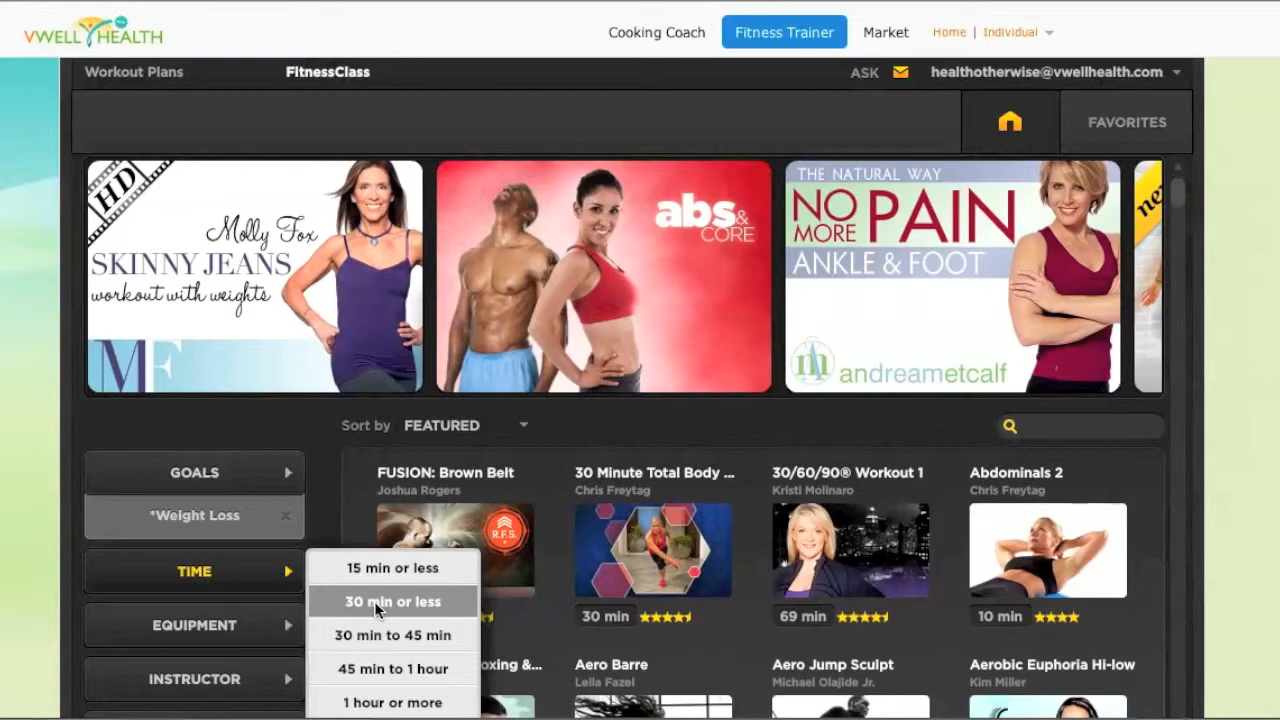 VWELL HEALTH
Cooking Coach
Fitness Trainer
Market
Home | Individual
Workout Plans
FitnessClass
ASK
healthotherwise@vwellhealth.com
FAVORITES
HD
Molly Fox
SKINNY JEANS
workout with weights
MF
abs&
CORE
THE NATURAL WAY
NO MORE PAIN
ANKLE & FOOT
andreametcalf
new
Sort by FEATURED
GOALS
*Weight Loss ×
TIME
EQUIPMENT
INSTRUCTOR
15 min or less
30 min or less
30 min to 45 min
45 min to 1 hour
1 hour or more
FUSION: Brown Belt
Joshua Rogers
R.F.S.
30 Minute Total Body ...
Chris Freytag
30 min
30/60/90® Workout 1
Kristi Molinaro
69 min
Abdominals 2
Chris Freytag
10 min
oxing &...
Aero Barre
Leila Fazel
Aero Jump Sculpt
Michael Olajide Jr.
Aerobic Euphoria Hi-low
Kim Miller